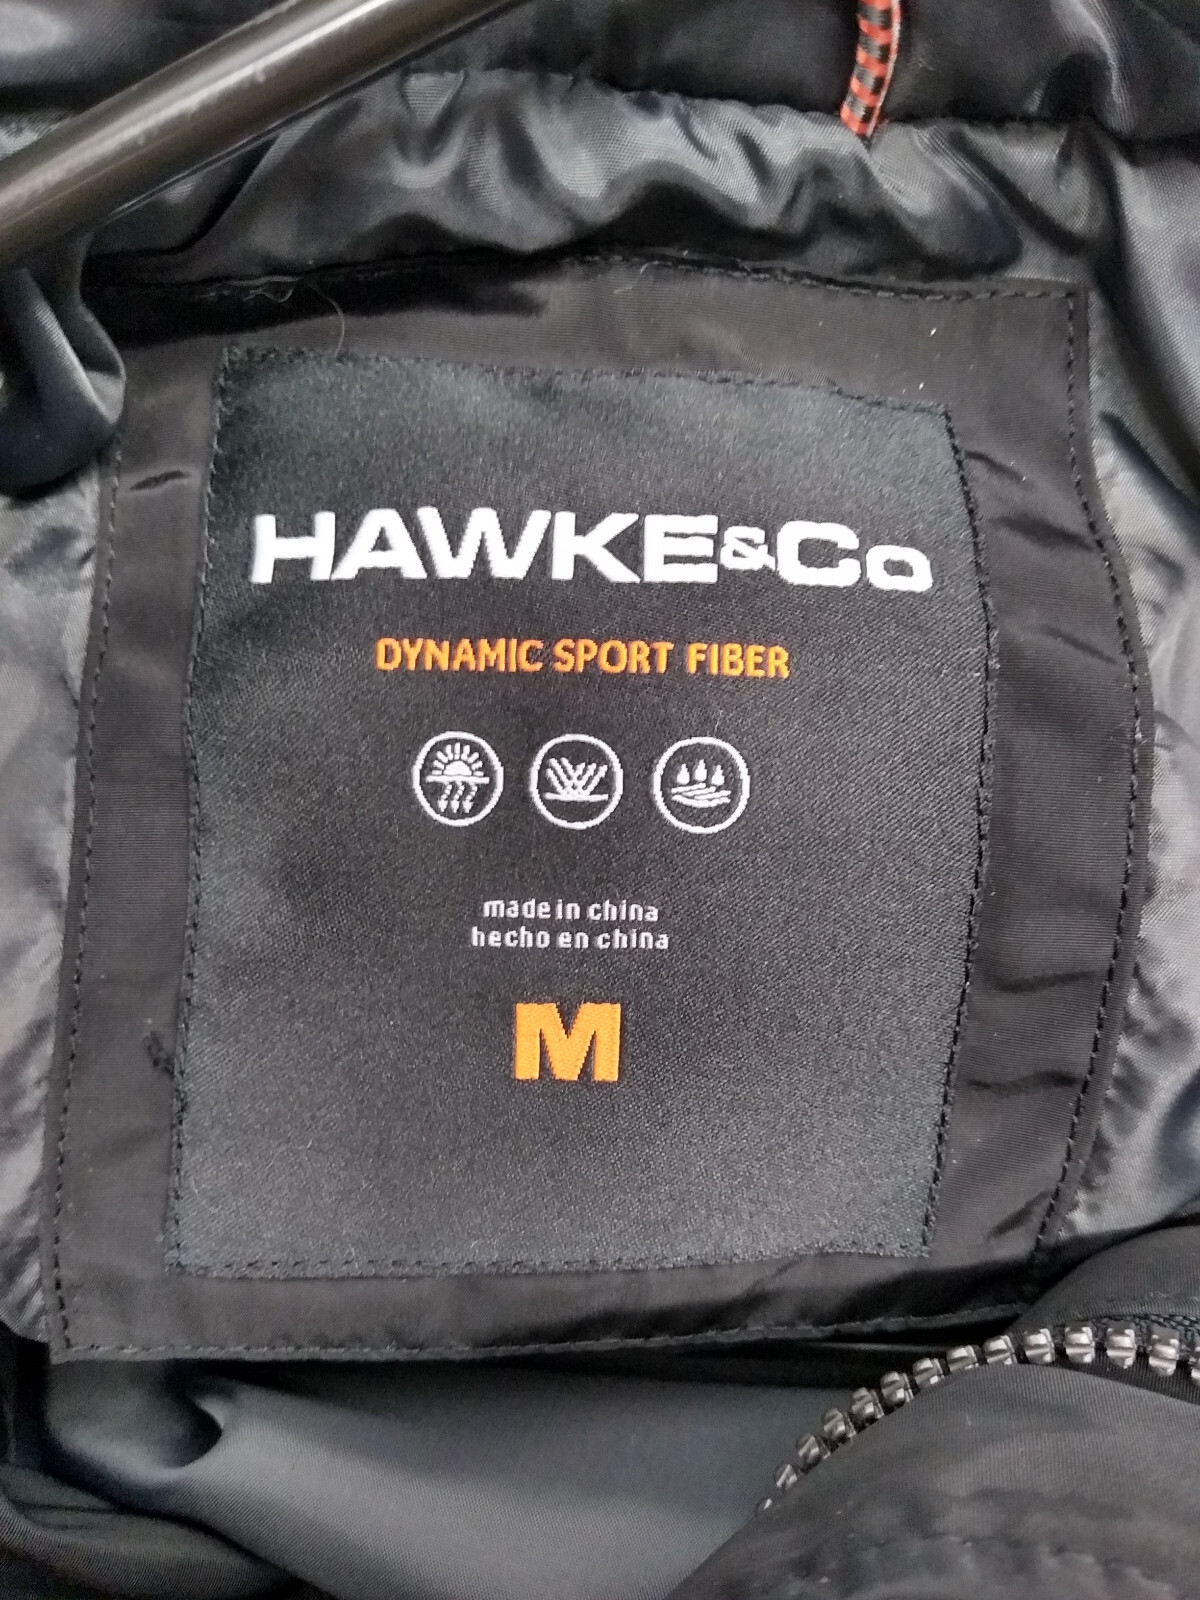 HAWKE&Co
DYNAMIC SPORT FIBER
made in china
hecho en china
M